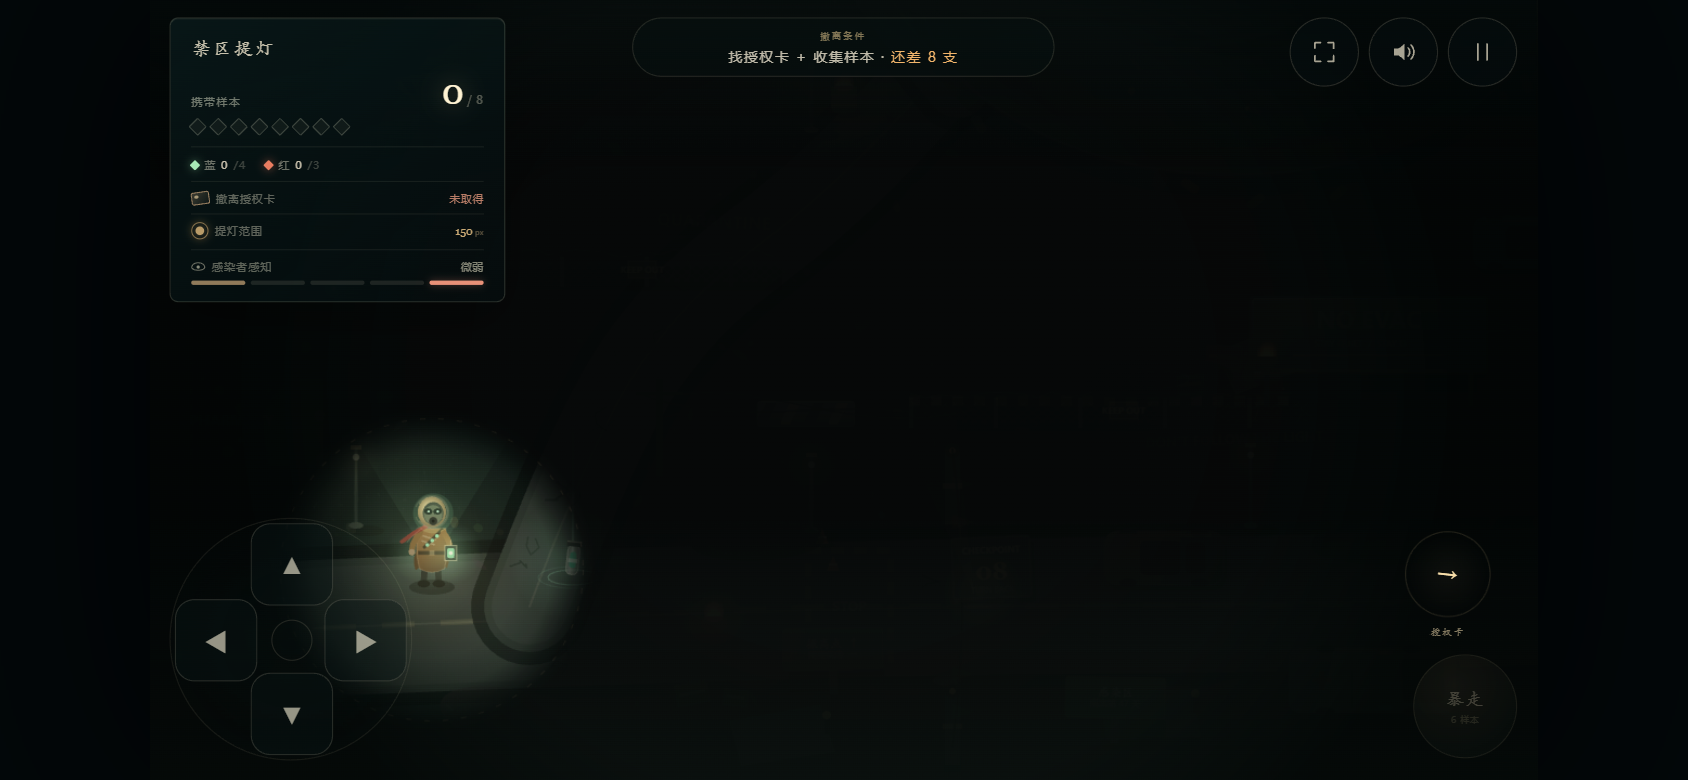 禁区提灯
携带样本
0 / 8
蓝 0 /4 红 0 /3
撤离授权卡 未取得
提灯范围 150 px
感染者感知 微弱
撤离条件
找授权卡 + 收集样本 · 还差 8 支
授权卡
暴走
6 样本